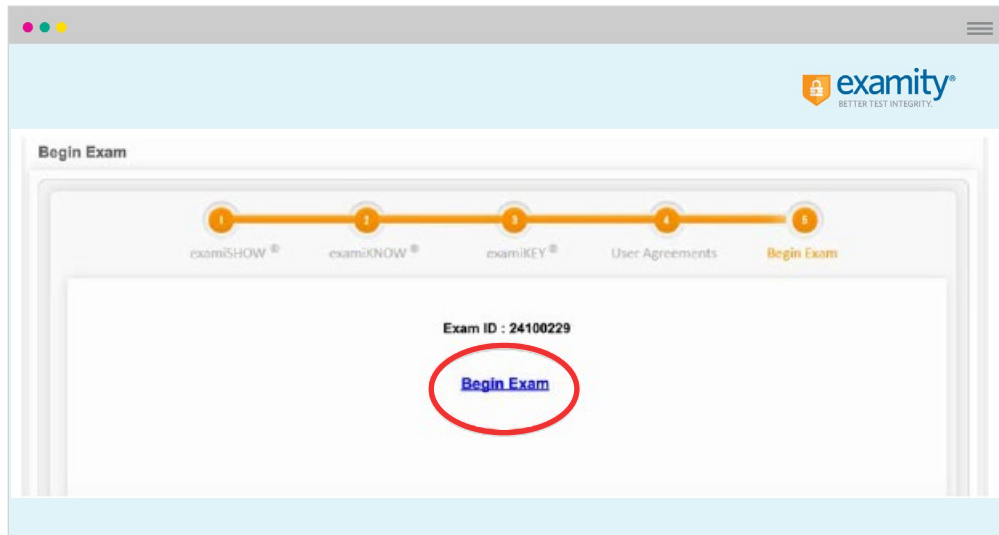 examity®
BETTER TEST INTEGRITY.
Begin Exam
1 2 3 4 5
examiSHOW ® examiKNOW ® examiKEY ® User Agreements Begin Exam
Exam ID : 24100229
Begin Exam